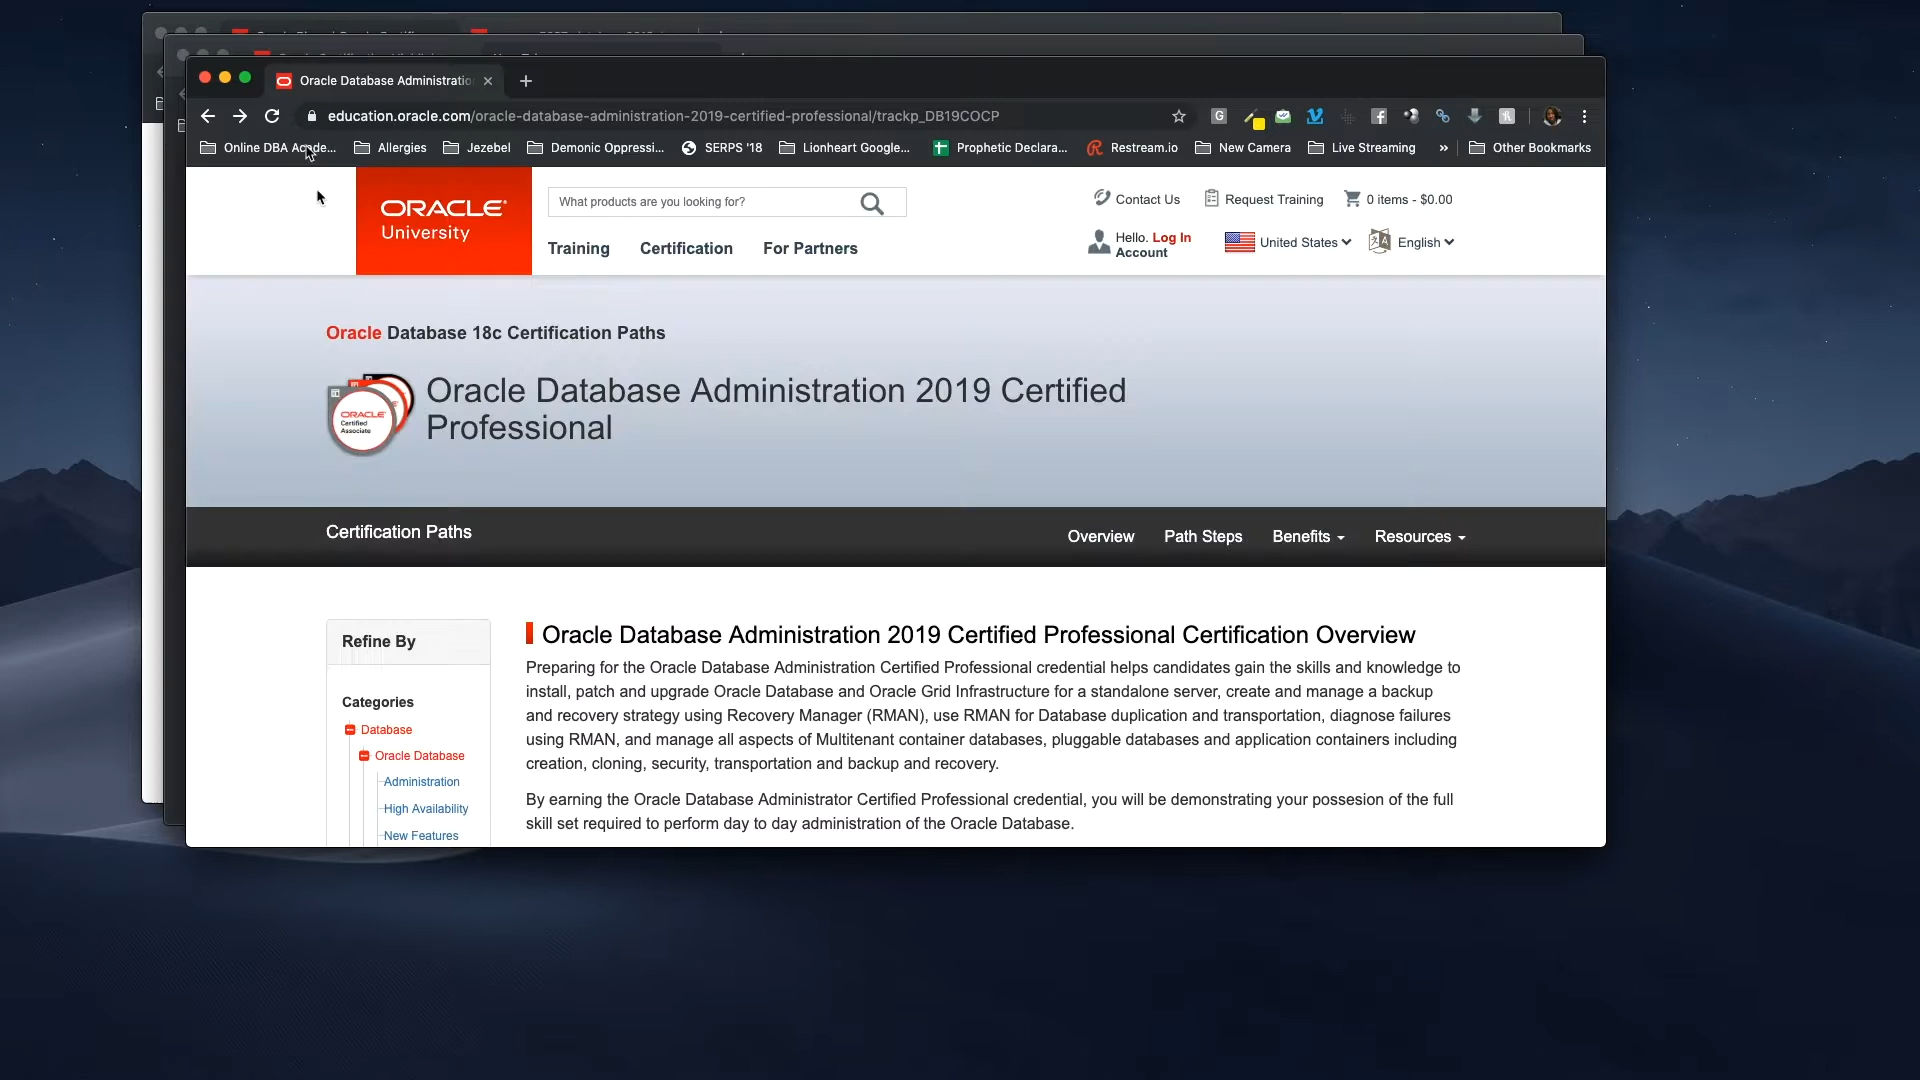 Oracle Database Administratio
education.oracle.com/oracle-database-administration-2019-certified-professional/trackp_DB19COCP
Online DBA Acade... Allergies Jezebel Demonic Oppressi... SERPS '18 Lionheart Google... Prophetic Declara... Restream.io New Camera Live Streaming » Other Bookmarks
ORACLE
University
What products are you looking for?
Contact Us Request Training 0 items - $0.00
Training Certification For Partners
Hello. Log In
Account
United States English
Oracle Database 18c Certification Paths
ORACLE
Certified
Associate
Oracle Database Administration 2019 Certified
Professional
Certification Paths
Overview Path Steps Benefits Resources
Refine By
Categories
Database
Oracle Database
Administration
High Availability
New Features
Oracle Database Administration 2019 Certified Professional Certification Overview
Preparing for the Oracle Database Administration Certified Professional credential helps candidates gain the skills and knowledge to
install, patch and upgrade Oracle Database and Oracle Grid Infrastructure for a standalone server, create and manage a backup
and recovery strategy using Recovery Manager (RMAN), use RMAN for Database duplication and transportation, diagnose failures
using RMAN, and manage all aspects of Multitenant container databases, pluggable databases and application containers including
creation, cloning, security, transportation and backup and recovery.
By earning the Oracle Database Administrator Certified Professional credential, you will be demonstrating your possesion of the full
skill set required to perform day to day administration of the Oracle Database.